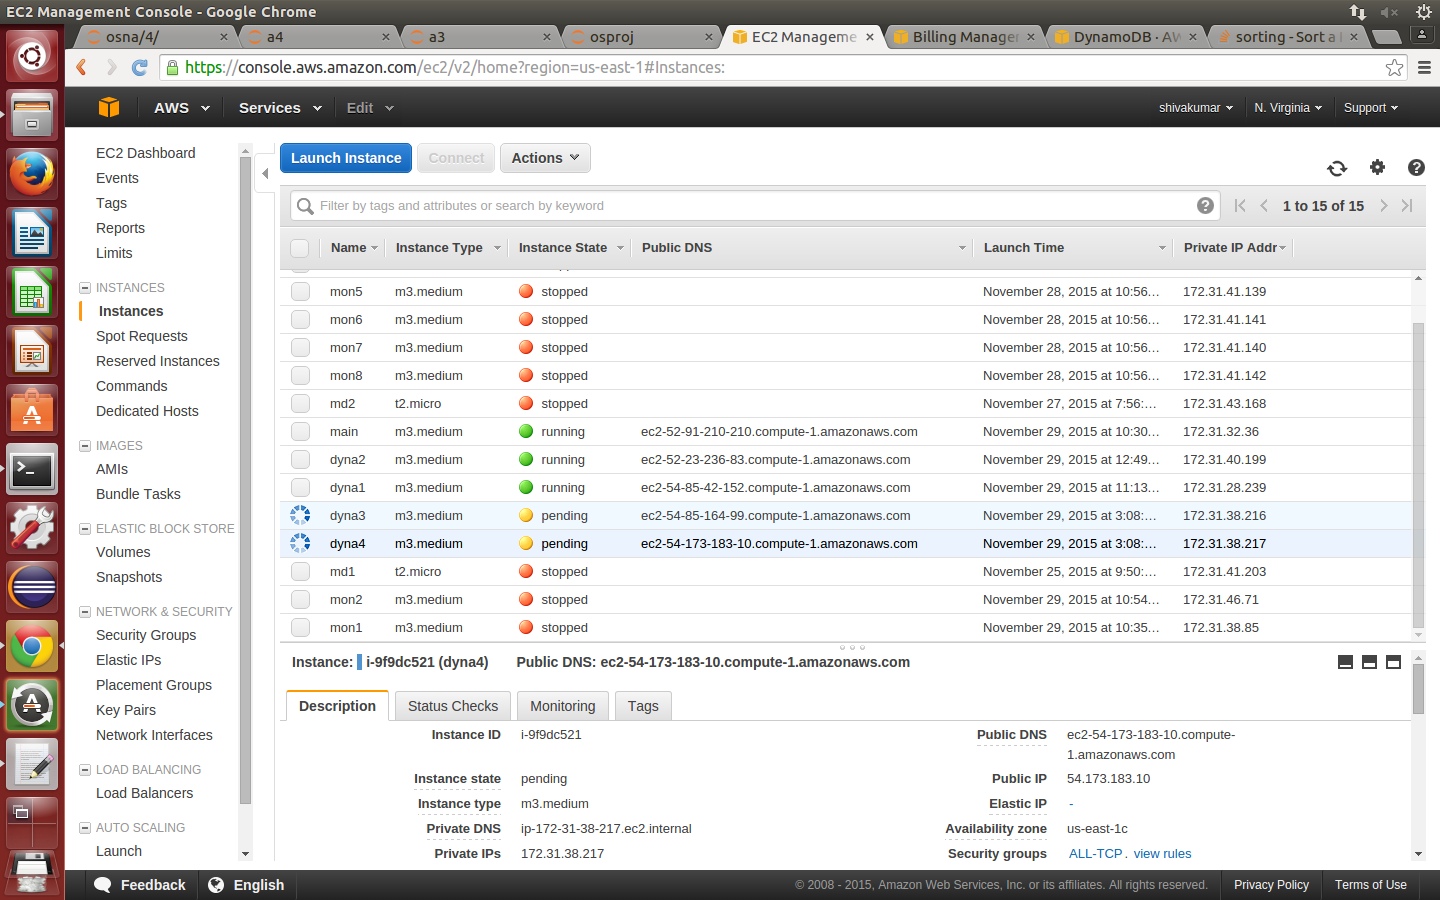 EC2 Management Console - Google Chrome
osna/4/ a4 a3 osproj EC2 Manageme Billing Manager DynamoDB · AW sorting - Sort a
https://console.aws.amazon.com/ec2/v2/home?region=us-east-1#Instances:
AWS Services Edit shivakumar N. Virginia Support
EC2 Dashboard
Events
Tags
Reports
Limits
INSTANCES
Instances
Spot Requests
Reserved Instances
Commands
Dedicated Hosts
IMAGES
AMIs
Bundle Tasks
ELASTIC BLOCK STORE
Volumes
Snapshots
NETWORK & SECURITY
Security Groups
Elastic IPs
Placement Groups
Key Pairs
Network Interfaces
LOAD BALANCING
Load Balancers
AUTO SCALING
Launch
Launch Instance Connect Actions
Filter by tags and attributes or search by keyword 1 to 15 of 15
Name Instance Type Instance State Public DNS Launch Time Private IP Addr
mon5 m3.medium stopped November 28, 2015 at 10:56... 172.31.41.139
mon6 m3.medium stopped November 28, 2015 at 10:56... 172.31.41.141
mon7 m3.medium stopped November 28, 2015 at 10:56... 172.31.41.140
mon8 m3.medium stopped November 28, 2015 at 10:56... 172.31.41.142
md2 t2.micro stopped November 27, 2015 at 7:56:... 172.31.43.168
main m3.medium running ec2-52-91-210-210.compute-1.amazonaws.com November 29, 2015 at 10:30... 172.31.32.36
dyna2 m3.medium running ec2-52-23-236-83.compute-1.amazonaws.com November 29, 2015 at 12:49... 172.31.40.199
dyna1 m3.medium running ec2-54-85-42-152.compute-1.amazonaws.com November 29, 2015 at 11:13... 172.31.28.239
dyna3 m3.medium pending ec2-54-85-164-99.compute-1.amazonaws.com November 29, 2015 at 3:08:... 172.31.38.216
dyna4 m3.medium pending ec2-54-173-183-10.compute-1.amazonaws.com November 29, 2015 at 3:08:... 172.31.38.217
md1 t2.micro stopped November 25, 2015 at 9:50:... 172.31.41.203
mon2 m3.medium stopped November 29, 2015 at 10:54... 172.31.46.71
mon1 m3.medium stopped November 29, 2015 at 10:35... 172.31.38.85
Instance: i-9f9dc521 (dyna4) Public DNS: ec2-54-173-183-10.compute-1.amazonaws.com
Description Status Checks Monitoring Tags
Instance ID i-9f9dc521 Public DNS ec2-54-173-183-10.compute-
1.amazonaws.com
Instance state pending Public IP 54.173.183.10
Instance type m3.medium Elastic IP -
Private DNS ip-172-31-38-217.ec2.internal Availability zone us-east-1c
Private IPs 172.31.38.217 Security groups ALL-TCP. view rules
Feedback English © 2008 - 2015, Amazon Web Services, Inc. or its affiliates. All rights reserved. Privacy Policy Terms of Use